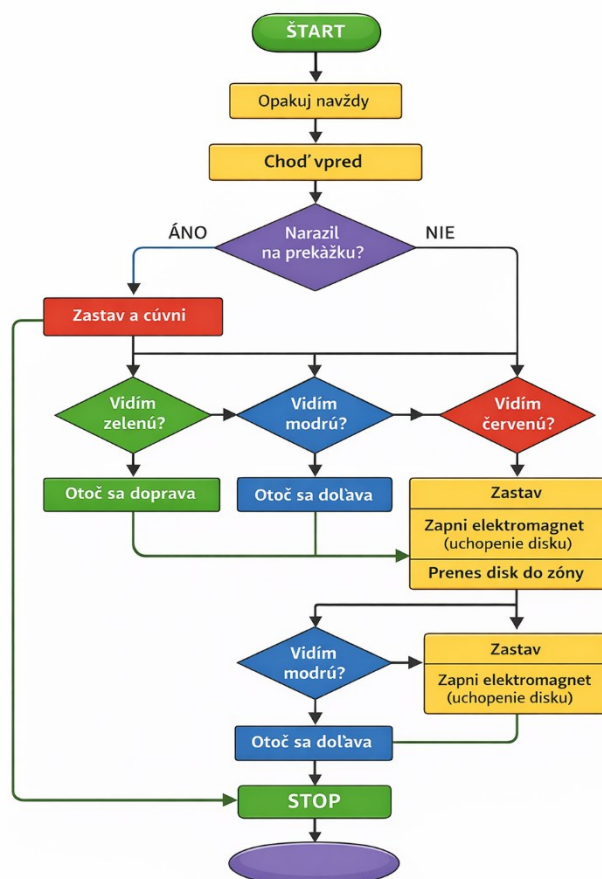 ŠTART
Opakuj navždy
Choď vpred
ÁNO
Narazil
na prekàžku?
NIE
Zastav a cúvni
Vidím
zelenú?
Vidím
modrú?
Vidím
červenú?
Otoč sa doprava
Otoč sa doľava
Zastav
Zapni elektromagnet
(uchopenie disku)
Prenes disk do zóny
Vidím
modrú?
Zastav
Zapni elektromagnet
(uchopenie disku)
Otoč sa doľava
STOP